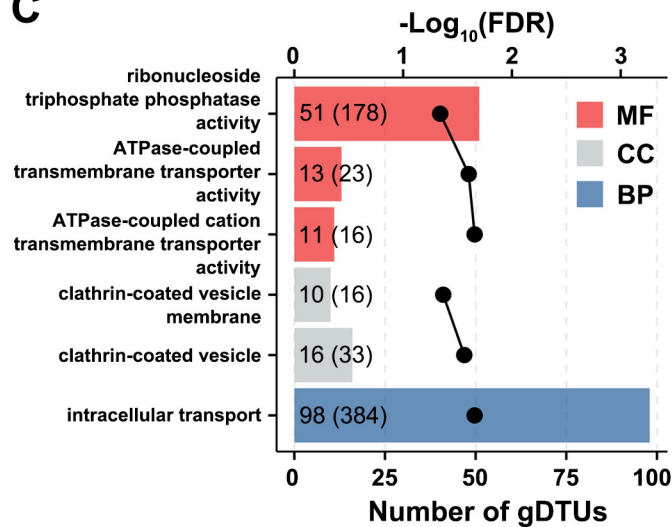 C
-Log10(FDR)
0 1 2 3
ribonucleoside
triphosphate phosphatase
activity
51 (178)
ATPase-coupled
transmembrane transporter
activity
13 (23)
ATPase-coupled cation
transmembrane transporter
activity
11 (16)
clathrin-coated vesicle
membrane
10 (16)
clathrin-coated vesicle
16 (33)
intracellular transport
98 (384)
MF
CC
BP
0 25 50 75 100
Number of gDTUs